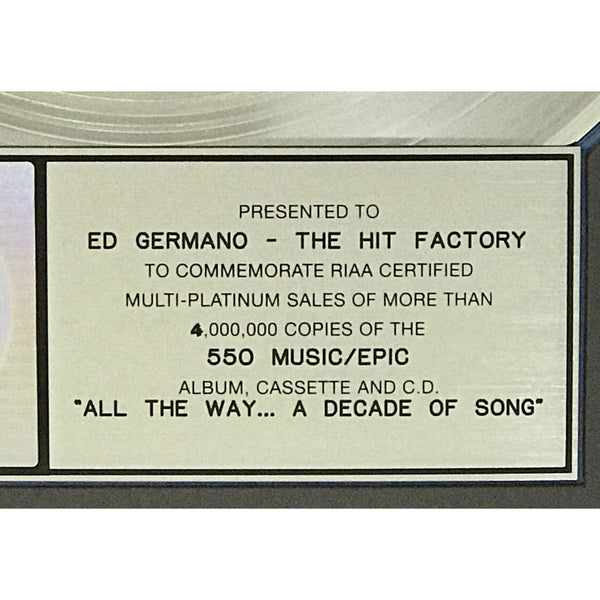 PRESENTED TO
ED GERMANO - THE HIT FACTORY
TO COMMEMORATE RIAA CERTIFIED
MULTI-PLATINUM SALES OF MORE THAN
4,000,000 COPIES OF THE
550 MUSIC/EPIC
ALBUM, CASSETTE AND C.D.
"ALL THE WAY... A DECADE OF SONG"